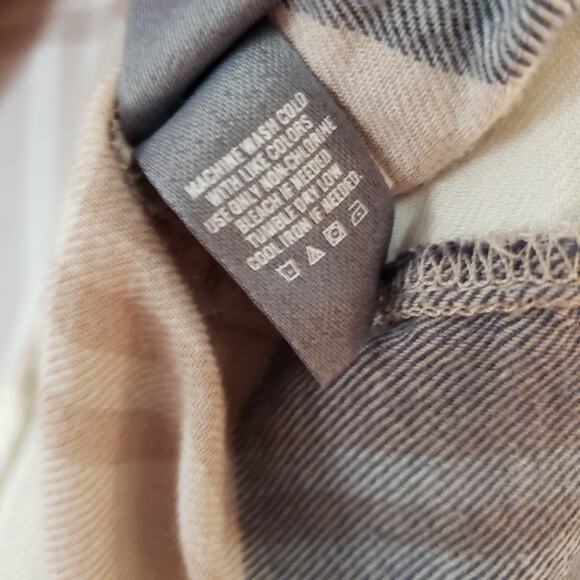 MACHINE WASH COLD
WITH LIKE COLORS
USE ONLY NON-CHLORINE
BLEACH IF NEEDED
TUMBLE DRY LOW
COOL IRON IF NEEDED.